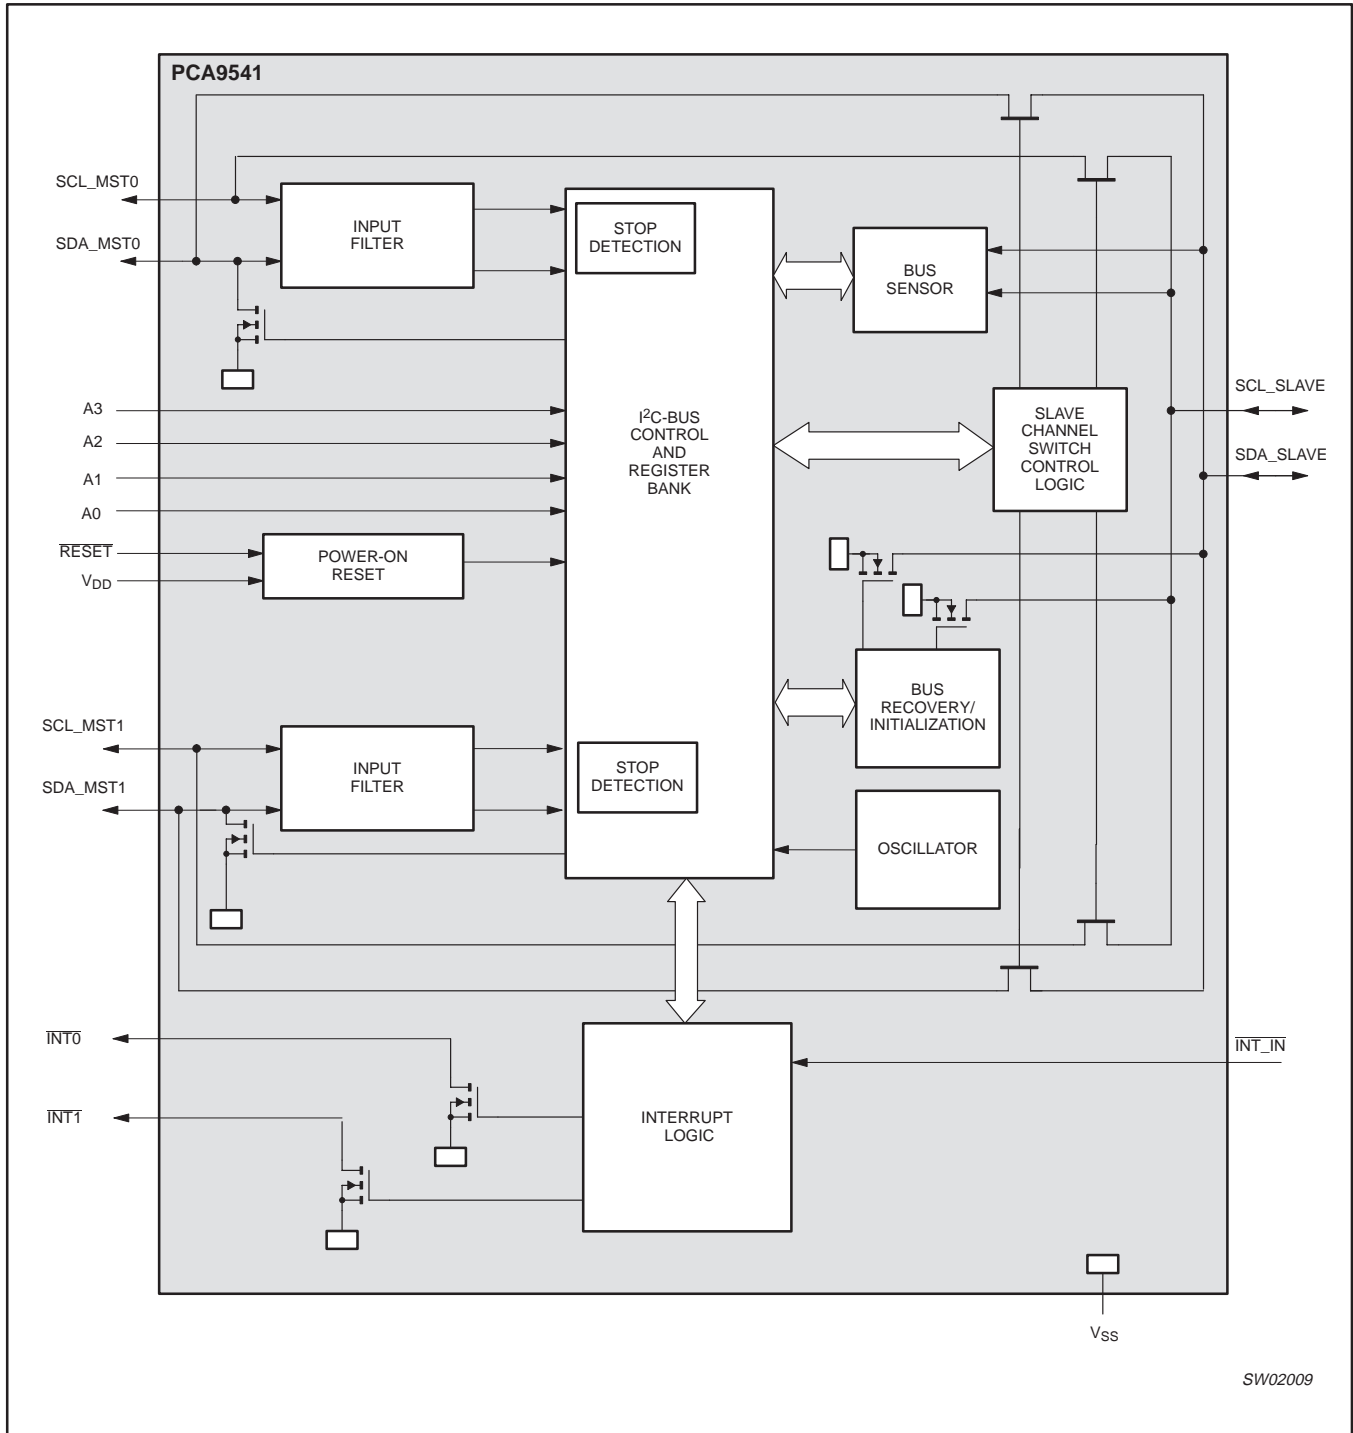 PCA9541
SCL_MST0
SDA_MST0
INPUT
FILTER
STOP
DETECTION
BUS
SENSOR
A3
A2
A1
A0
RESET
VDD
POWER-ON
RESET
I2C-BUS
CONTROL
AND
REGISTER
BANK
SLAVE
CHANNEL
SWITCH
CONTROL
LOGIC
SCL_SLAVE
SDA_SLAVE
SCL_MST1
SDA_MST1
INPUT
FILTER
STOP
DETECTION
BUS
RECOVERY/
INITIALIZATION
OSCILLATOR
INT0
INT1
INTERRUPT
LOGIC
INT_IN
VSS
SW02009